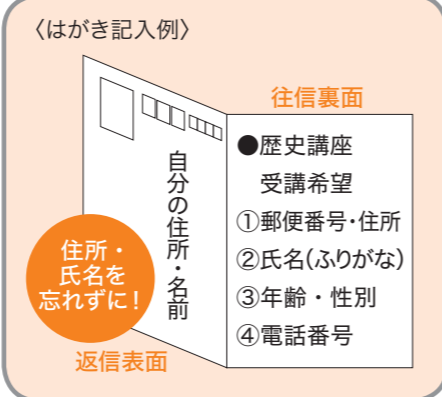 〈はがき記入例〉
往信裏面
●歴史講座
受講希望
①郵便番号・住所
②氏名(ふりがな)
③年齢・性別
④電話番号
自分の住所・名前
住所・
氏名を
忘れずに!
返信表面